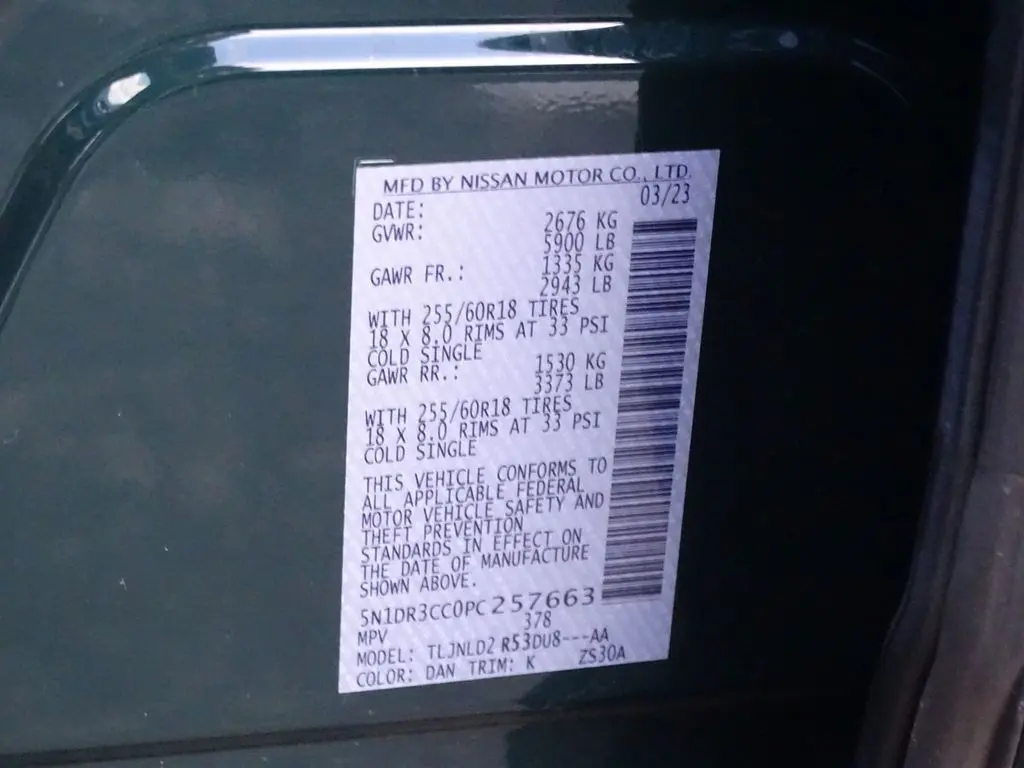 MFD BY NISSAN MOTOR CO., LTD.
DATE: 03/23
GVWR: 2676 KG
5900 LB
GAWR FR.: 1335 KG
2943 LB
WITH 255/60R18 TIRES
18 X 8.0 RIMS AT 33 PSI
COLD SINGLE
GAWR RR.: 1530 KG
3373 LB
WITH 255/60R18 TIRES
18 X 8.0 RIMS AT 33 PSI
COLD SINGLE
THIS VEHICLE CONFORMS TO
ALL APPLICABLE FEDERAL
MOTOR VEHICLE SAFETY AND
THEFT PREVENTION
STANDARDS IN EFFECT ON
THE DATE OF MANUFACTURE
SHOWN ABOVE.
5N1DR3CC0PC257663
MPV 378
MODEL: TLJNLD2 R53DU8---AA
COLOR: DAN TRIM: K ZS30A